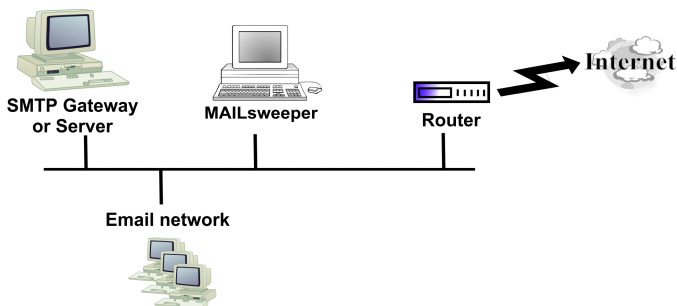 SMTP Gateway
or Server
MAILsweeper
Router
Internet
Email network